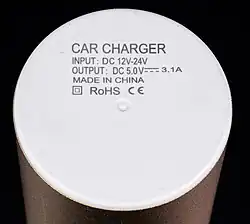 CAR CHARGER
INPUT: DC 12V-24V
OUTPUT: DC 5.0V⎓3.1A
MADE IN CHINA
RoHS CE